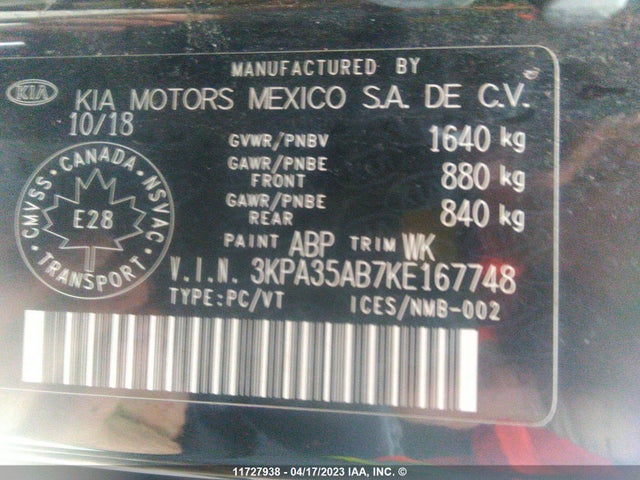 MANUFACTURED BY
KIA KIA MOTORS MEXICO S.A. DE C.V.
10/18
GVWR/PNBV 1640 kg
GAWR/PNBE FRONT 880 kg
GAWR/PNBE REAR 840 kg
CMVSS · CANADA · NSVAC · TRANSPORT ·
E28
PAINT ABP TRIM WK
V.I.N. 3KPA35AB7KE167748
TYPE:PC/VT ICES/NMB-002
11727938 - 04/17/2023 IAA, INC. ©